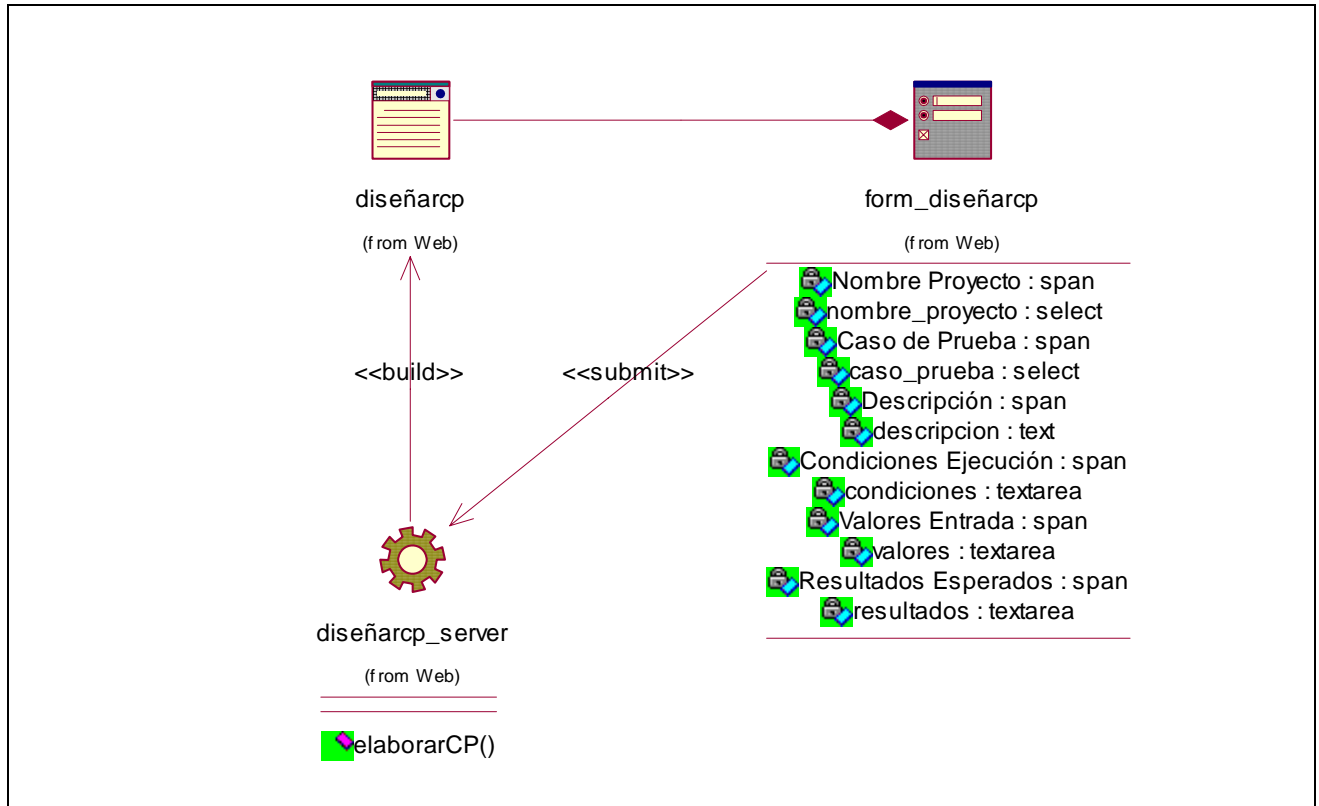 diseñarcp
(from Web)
form_diseñarcp
(from Web)
Nombre Proyecto : span
nombre_proyecto : select
Caso de Prueba : span
caso_prueba : select
Descripción : span
descripcion : text
Condiciones Ejecución : span
condiciones : textarea
Valores Entrada : span
valores : textarea
Resultados Esperados : span
resultados : textarea
<<build>>
<<submit>>
diseñarcp_server
(from Web)
elaborarCP()